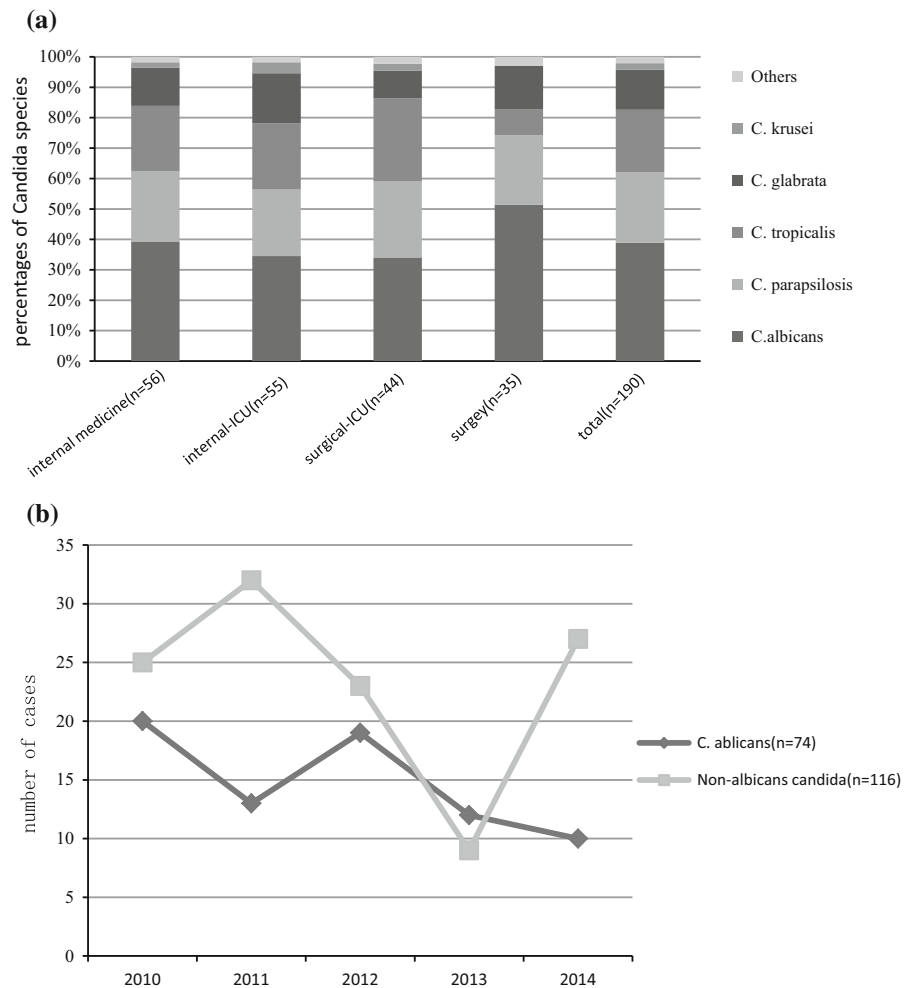 (a)
percentages of Candida species
100%
90%
80%
70%
60%
50%
40%
30%
20%
10%
0%
internal medicine(n=56)
internal-ICU(n=55)
surgical-ICU(n=44)
surgey(n=35)
total(n=190)
Others
C. krusei
C. glabrata
C. tropicalis
C. parapsilosis
C.albicans
(b)
number of cases
35
30
25
20
15
10
5
0
2010 2011 2012 2013 2014
C. ablicans(n=74)
Non-albicans candida(n=116)